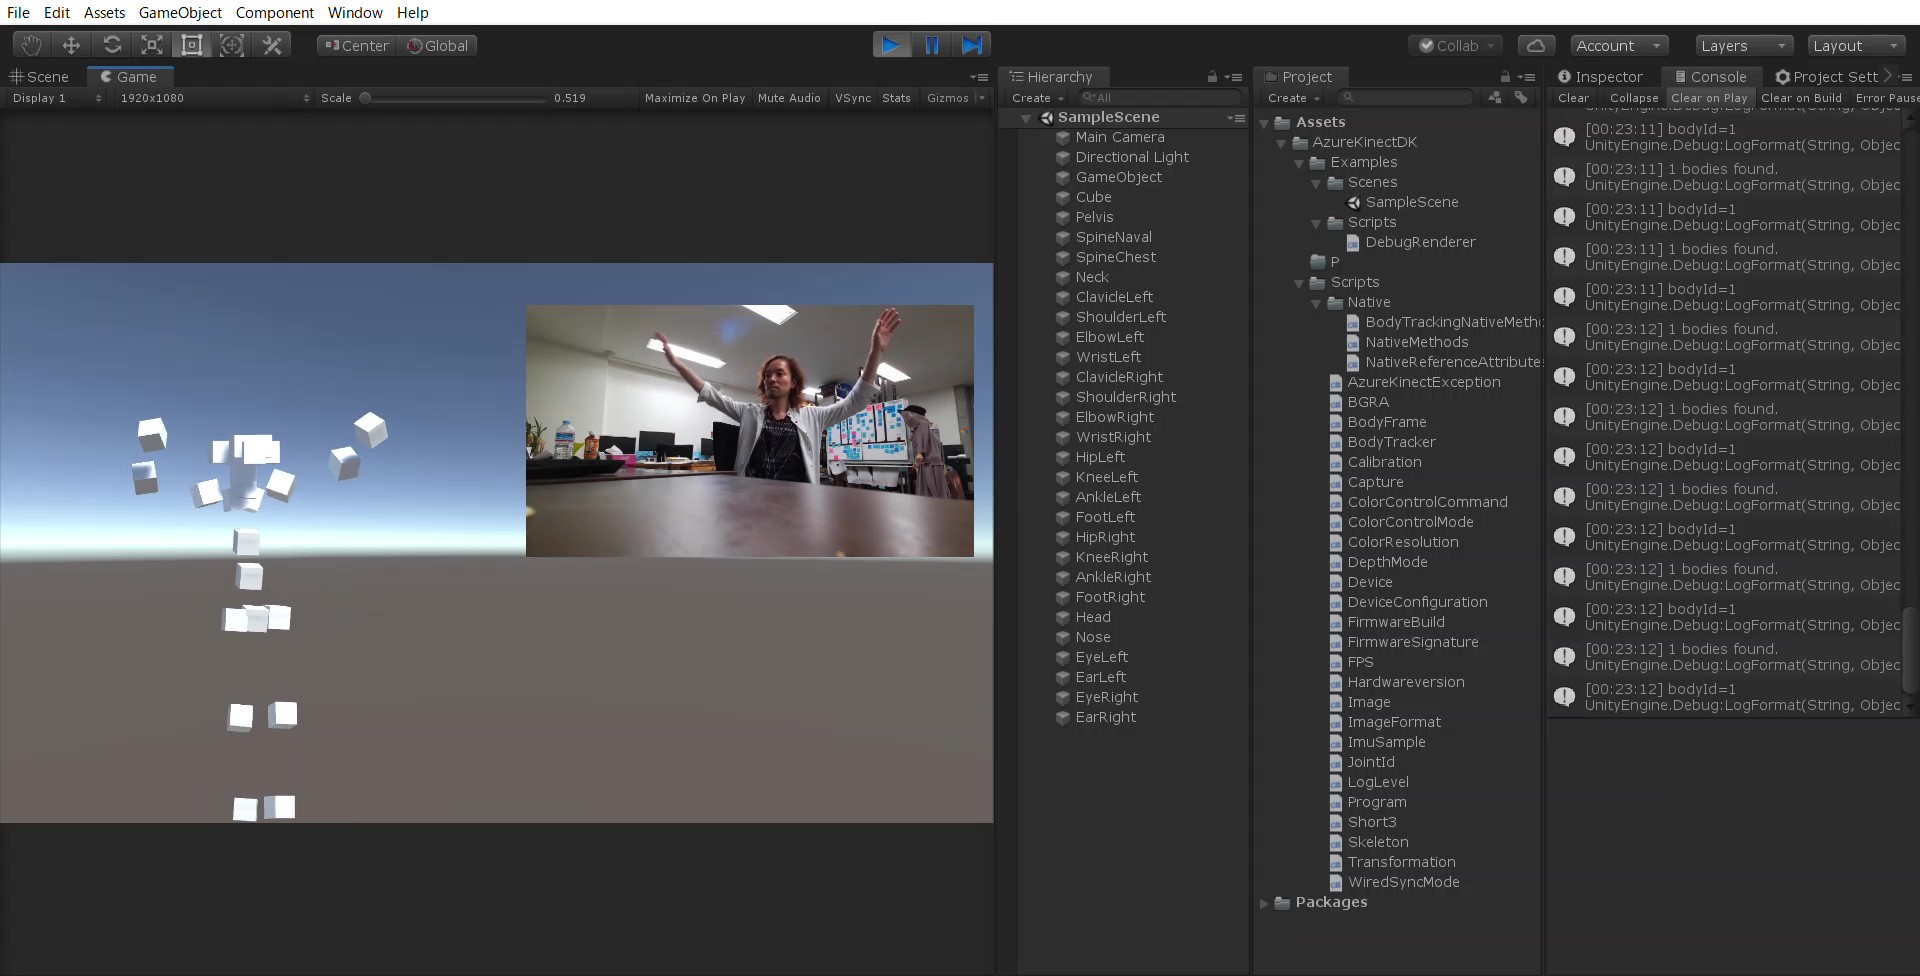 File Edit Assets GameObject Component Window Help
Center Global
Collab Account Layers Layout
Scene Game
Display 1 1920x1080 Scale 0.519 Maximize On Play Mute Audio VSync Stats Gizmos
Hierarchy
Create All
SampleScene
Main Camera
Directional Light
GameObject
Cube
Pelvis
SpineNaval
SpineChest
Neck
ClavicleLeft
ShoulderLeft
ElbowLeft
WristLeft
ClavicleRight
ShoulderRight
ElbowRight
WristRight
HipLeft
KneeLeft
AnkleLeft
FootLeft
HipRight
KneeRight
AnkleRight
FootRight
Head
Nose
EyeLeft
EarLeft
EyeRight
EarRight
Project
Create
Assets
AzureKinectDK
Examples
Scenes
SampleScene
Scripts
DebugRenderer
P
Scripts
Native
BodyTrackingNativeMetho
NativeMethods
NativeReferenceAttribute
AzureKinectException
BGRA
BodyFrame
BodyTracker
Calibration
Capture
ColorControlCommand
ColorControlMode
ColorResolution
DepthMode
Device
DeviceConfiguration
FirmwareBuild
FirmwareSignature
FPS
Hardwareversion
Image
ImageFormat
ImuSample
JointId
LogLevel
Program
Short3
Skeleton
Transformation
WiredSyncMode
Packages
Inspector Console Project Sett
Clear Collapse Clear on Play Clear on Build Error Pause
UnityEngine.Debug:LogFormat(String, Objec
[00:23:11] bodyId=1
UnityEngine.Debug:LogFormat(String, Objec
[00:23:11] 1 bodies found.
UnityEngine.Debug:LogFormat(String, Objec
[00:23:11] bodyId=1
UnityEngine.Debug:LogFormat(String, Objec
[00:23:11] 1 bodies found.
UnityEngine.Debug:LogFormat(String, Objec
[00:23:11] bodyId=1
UnityEngine.Debug:LogFormat(String, Objec
[00:23:12] 1 bodies found.
UnityEngine.Debug:LogFormat(String, Objec
[00:23:12] bodyId=1
UnityEngine.Debug:LogFormat(String, Objec
[00:23:12] 1 bodies found.
UnityEngine.Debug:LogFormat(String, Objec
[00:23:12] bodyId=1
UnityEngine.Debug:LogFormat(String, Objec
[00:23:12] 1 bodies found.
UnityEngine.Debug:LogFormat(String, Objec
[00:23:12] bodyId=1
UnityEngine.Debug:LogFormat(String, Objec
[00:23:12] 1 bodies found.
UnityEngine.Debug:LogFormat(String, Objec
[00:23:12] bodyId=1
UnityEngine.Debug:LogFormat(String, Objec
[00:23:12] 1 bodies found.
UnityEngine.Debug:LogFormat(String, Objec
[00:23:12] bodyId=1
UnityEngine.Debug:LogFormat(String, Objec